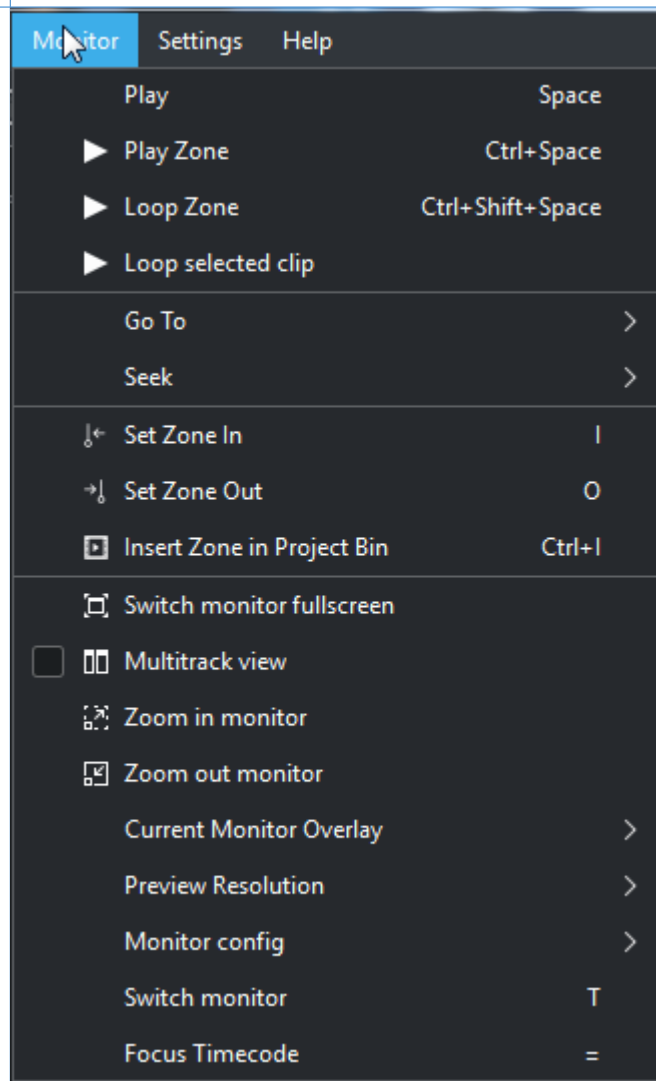 Monitor Settings Help
Play Space
Play Zone Ctrl+Space
Loop Zone Ctrl+Shift+Space
Loop selected clip
Go To
Seek
Set Zone In I
Set Zone Out O
Insert Zone in Project Bin Ctrl+I
Switch monitor fullscreen
Multitrack view
Zoom in monitor
Zoom out monitor
Current Monitor Overlay
Preview Resolution
Monitor config
Switch monitor T
Focus Timecode =